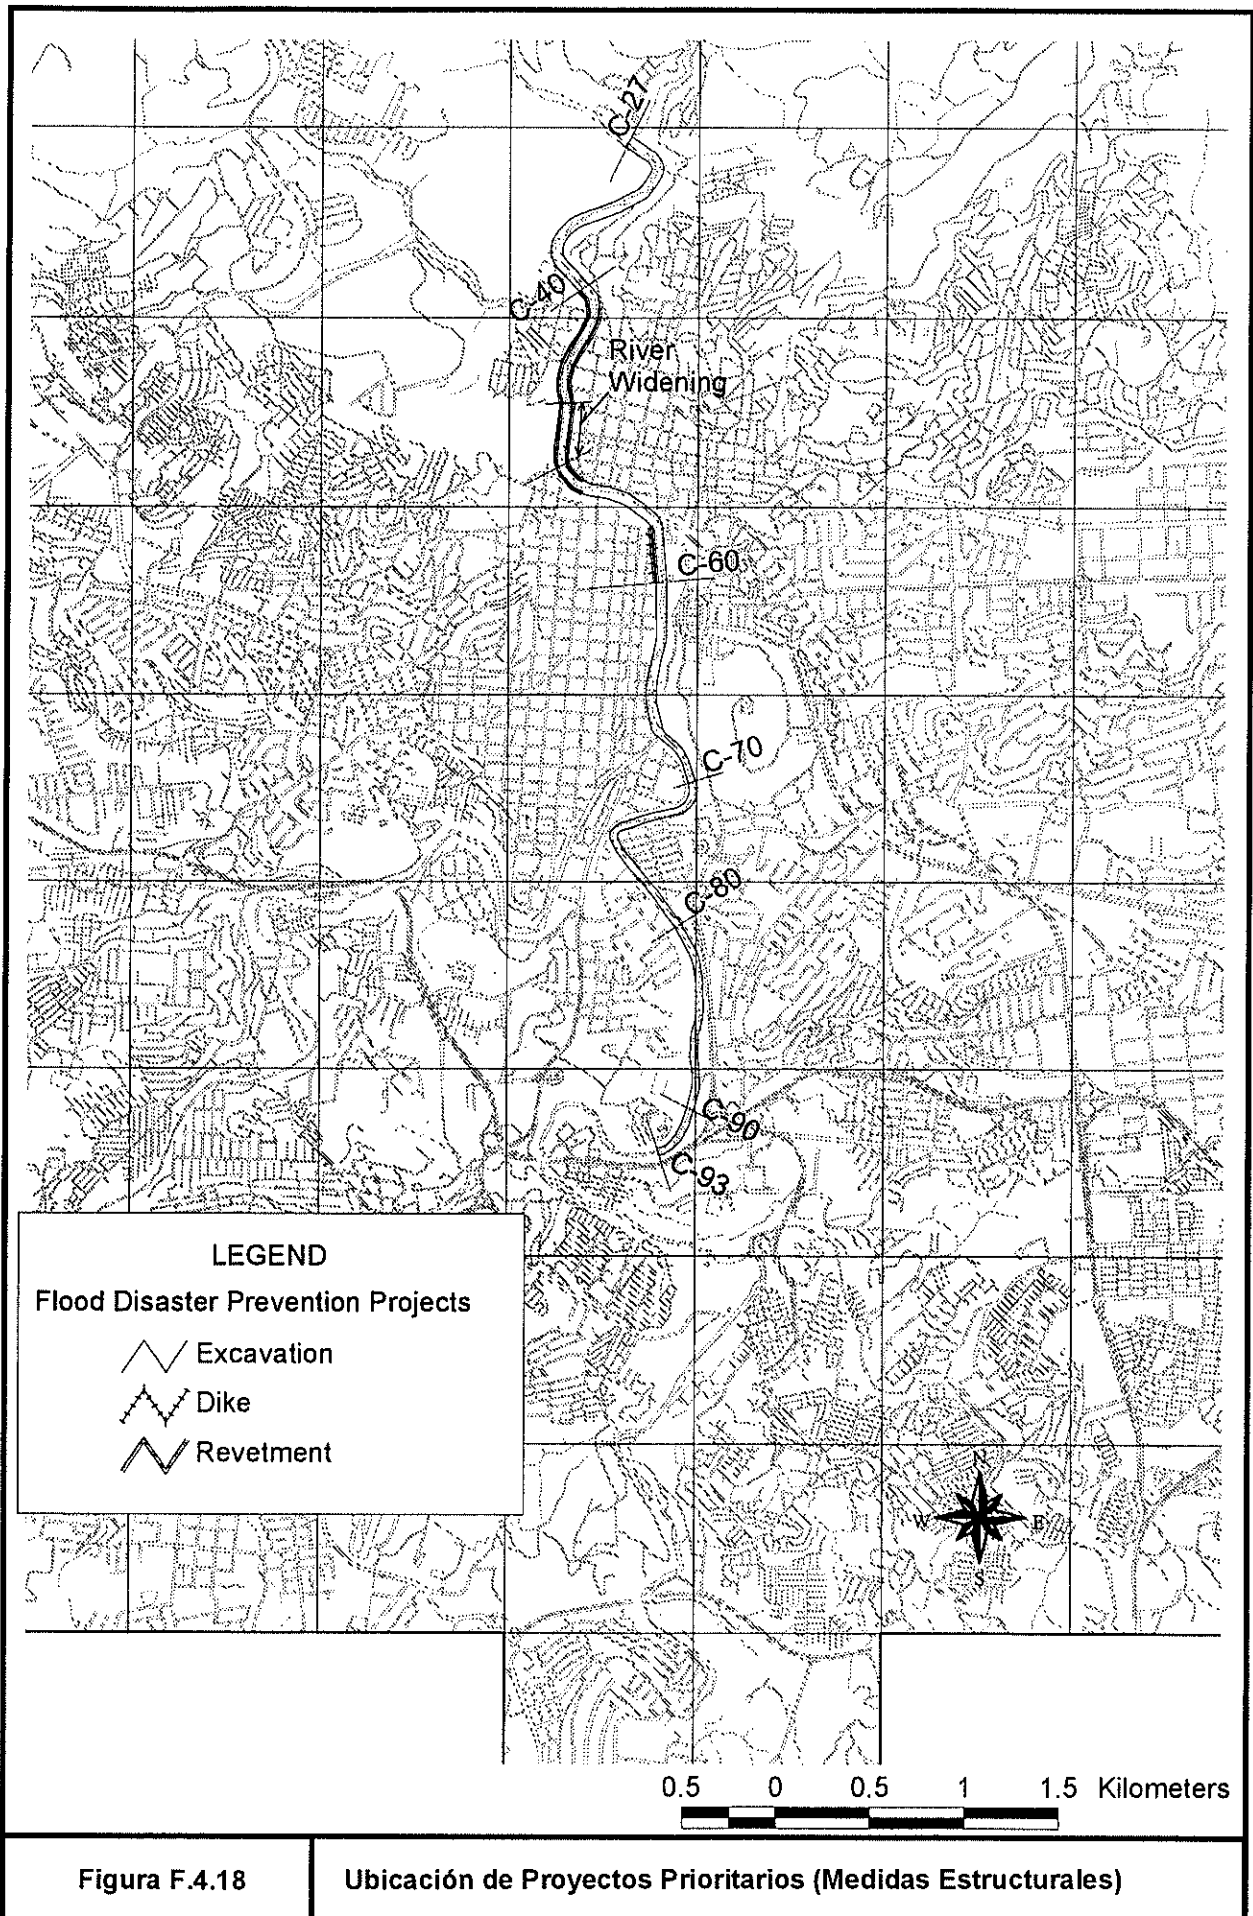 C-27
C-40
River
Widening
C-60
C-70
C-80
C-90
C-93
LEGEND
Flood Disaster Prevention Projects
Excavation
Dike
Revetment
N
W
E
S
0.5 0 0.5 1 1.5 Kilometers
Figura F.4.18
Ubicación de Proyectos Prioritarios (Medidas Estructurales)